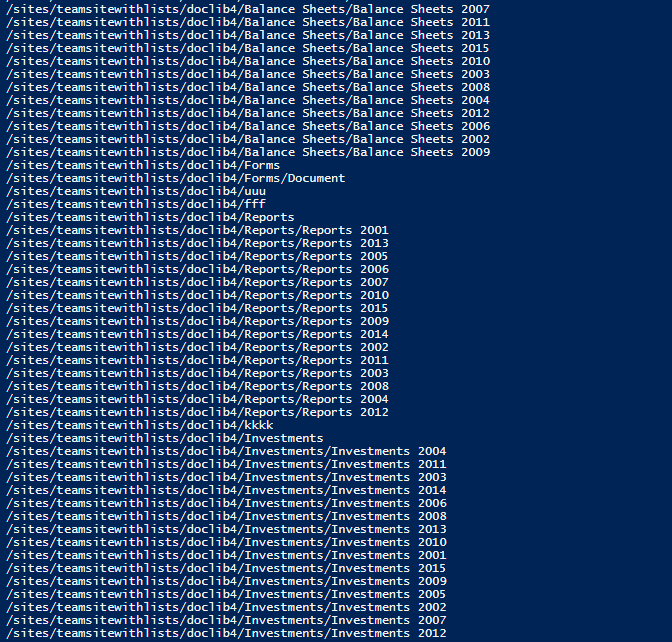 /sites/teamsitewithlists/doclib4/Balance Sheets/Balance Sheets 2007
/sites/teamsitewithlists/doclib4/Balance Sheets/Balance Sheets 2011
/sites/teamsitewithlists/doclib4/Balance Sheets/Balance Sheets 2013
/sites/teamsitewithlists/doclib4/Balance Sheets/Balance Sheets 2015
/sites/teamsitewithlists/doclib4/Balance Sheets/Balance Sheets 2010
/sites/teamsitewithlists/doclib4/Balance Sheets/Balance Sheets 2003
/sites/teamsitewithlists/doclib4/Balance Sheets/Balance Sheets 2008
/sites/teamsitewithlists/doclib4/Balance Sheets/Balance Sheets 2004
/sites/teamsitewithlists/doclib4/Balance Sheets/Balance Sheets 2012
/sites/teamsitewithlists/doclib4/Balance Sheets/Balance Sheets 2006
/sites/teamsitewithlists/doclib4/Balance Sheets/Balance Sheets 2002
/sites/teamsitewithlists/doclib4/Balance Sheets/Balance Sheets 2009
/sites/teamsitewithlists/doclib4/Forms
/sites/teamsitewithlists/doclib4/Forms/Document
/sites/teamsitewithlists/doclib4/uuu
/sites/teamsitewithlists/doclib4/fff
/sites/teamsitewithlists/doclib4/Reports
/sites/teamsitewithlists/doclib4/Reports/Reports 2001
/sites/teamsitewithlists/doclib4/Reports/Reports 2013
/sites/teamsitewithlists/doclib4/Reports/Reports 2005
/sites/teamsitewithlists/doclib4/Reports/Reports 2006
/sites/teamsitewithlists/doclib4/Reports/Reports 2007
/sites/teamsitewithlists/doclib4/Reports/Reports 2010
/sites/teamsitewithlists/doclib4/Reports/Reports 2015
/sites/teamsitewithlists/doclib4/Reports/Reports 2009
/sites/teamsitewithlists/doclib4/Reports/Reports 2014
/sites/teamsitewithlists/doclib4/Reports/Reports 2002
/sites/teamsitewithlists/doclib4/Reports/Reports 2011
/sites/teamsitewithlists/doclib4/Reports/Reports 2003
/sites/teamsitewithlists/doclib4/Reports/Reports 2008
/sites/teamsitewithlists/doclib4/Reports/Reports 2004
/sites/teamsitewithlists/doclib4/Reports/Reports 2012
/sites/teamsitewithlists/doclib4/kkkk
/sites/teamsitewithlists/doclib4/Investments
/sites/teamsitewithlists/doclib4/Investments/Investments 2004
/sites/teamsitewithlists/doclib4/Investments/Investments 2011
/sites/teamsitewithlists/doclib4/Investments/Investments 2003
/sites/teamsitewithlists/doclib4/Investments/Investments 2014
/sites/teamsitewithlists/doclib4/Investments/Investments 2006
/sites/teamsitewithlists/doclib4/Investments/Investments 2008
/sites/teamsitewithlists/doclib4/Investments/Investments 2013
/sites/teamsitewithlists/doclib4/Investments/Investments 2010
/sites/teamsitewithlists/doclib4/Investments/Investments 2001
/sites/teamsitewithlists/doclib4/Investments/Investments 2015
/sites/teamsitewithlists/doclib4/Investments/Investments 2009
/sites/teamsitewithlists/doclib4/Investments/Investments 2005
/sites/teamsitewithlists/doclib4/Investments/Investments 2002
/sites/teamsitewithlists/doclib4/Investments/Investments 2007
/sites/teamsitewithlists/doclib4/Investments/Investments 2012